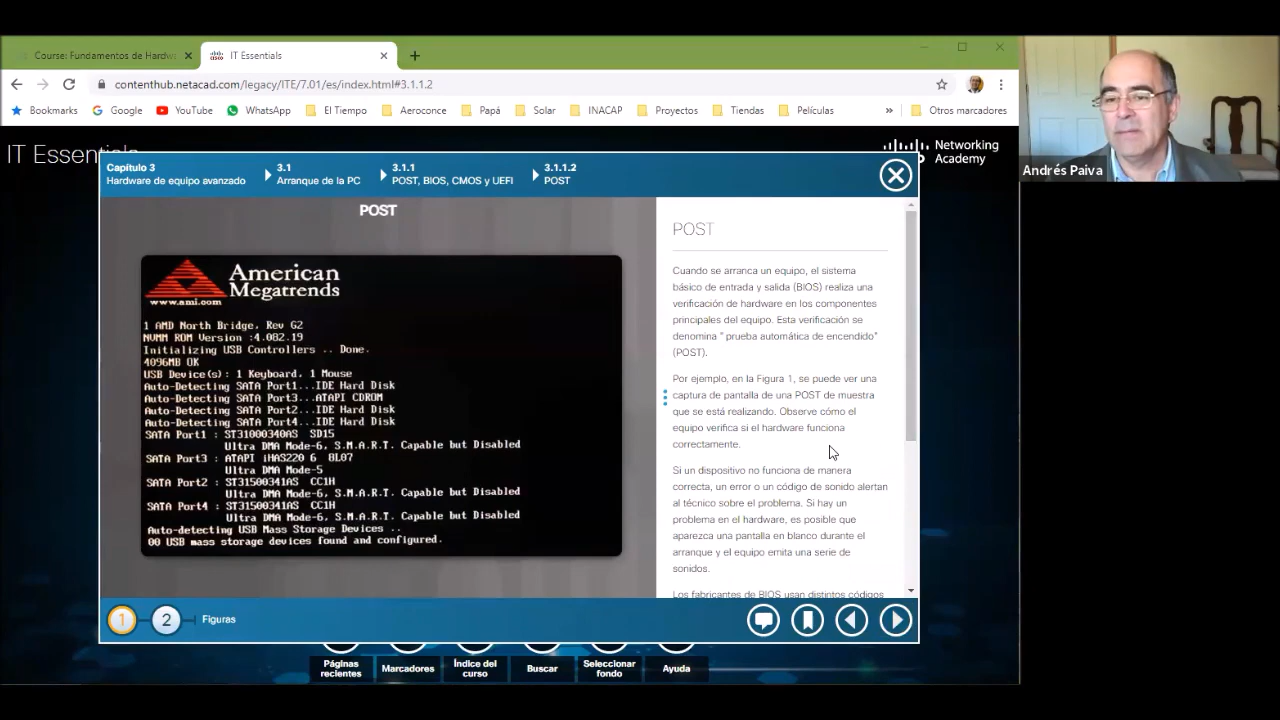 Course: Fundamentos de Hardwa
IT Essentials
contenthub.netacad.com/legacy/ITE/7.01/es/index.html#3.1.1.2
Bookmarks
Google
YouTube
WhatsApp
El Tiempo
Aeroconce
Papá
Solar
INACAP
Proyectos
Tiendas
Películas
»
Otros marcadores
IT Essentials
Networking
Academy
Andrés Paiva
Capítulo 3
Hardware de equipo avanzado
3.1
Arranque de la PC
3.1.1
POST, BIOS, CMOS y UEFI
3.1.1.2
POST
POST
American
Megatrends
www.ami.com
1 AMD North Bridge, Rev G2
NVMM ROM Version :4.082.19
Initializing USB Controllers .. Done.
4096MB OK
USB Device(s): 1 Keyboard, 1 Mouse
Auto-Detecting SATA Port1...IDE Hard Disk
Auto-Detecting SATA Port3...ATAPI CDROM
Auto-Detecting SATA Port2...IDE Hard Disk
Auto-Detecting SATA Port4...IDE Hard Disk
SATA Port1 : ST31000340AS SD15
Ultra DMA Mode-6, S.M.A.R.T. Capable but Disabled
SATA Port3 : ATAPI iHAS220 6 8L07
Ultra DMA Mode-5
SATA Port2 : ST31500341AS CC1H
Ultra DMA Mode-6, S.M.A.R.T. Capable but Disabled
SATA Port4 : ST31500341AS CC1H
Ultra DMA Mode-6, S.M.A.R.T. Capable but Disabled
Auto-detecting USB Mass Storage Devices ..
00 USB mass storage devices found and configured.
POST
Cuando se arranca un equipo, el sistema
básico de entrada y salida (BIOS) realiza una
verificación de hardware en los componentes
principales del equipo. Esta verificación se
denomina " prueba automática de encendido"
(POST).
Por ejemplo, en la Figura 1, se puede ver una
captura de pantalla de una POST de muestra
que se está realizando. Observe cómo el
equipo verifica si el hardware funciona
correctamente.
Si un dispositivo no funciona de manera
correcta, un error o un código de sonido alertan
al técnico sobre el problema. Si hay un
problema en el hardware, es posible que
aparezca una pantalla en blanco durante el
arranque y el equipo emita una serie de
sonidos.
Los fabricantes de BIOS usan distintos códigos
1
2
Figuras
Páginas
recientes
Marcadores
Índice del
curso
Buscar
Seleccionar
fondo
Ayuda